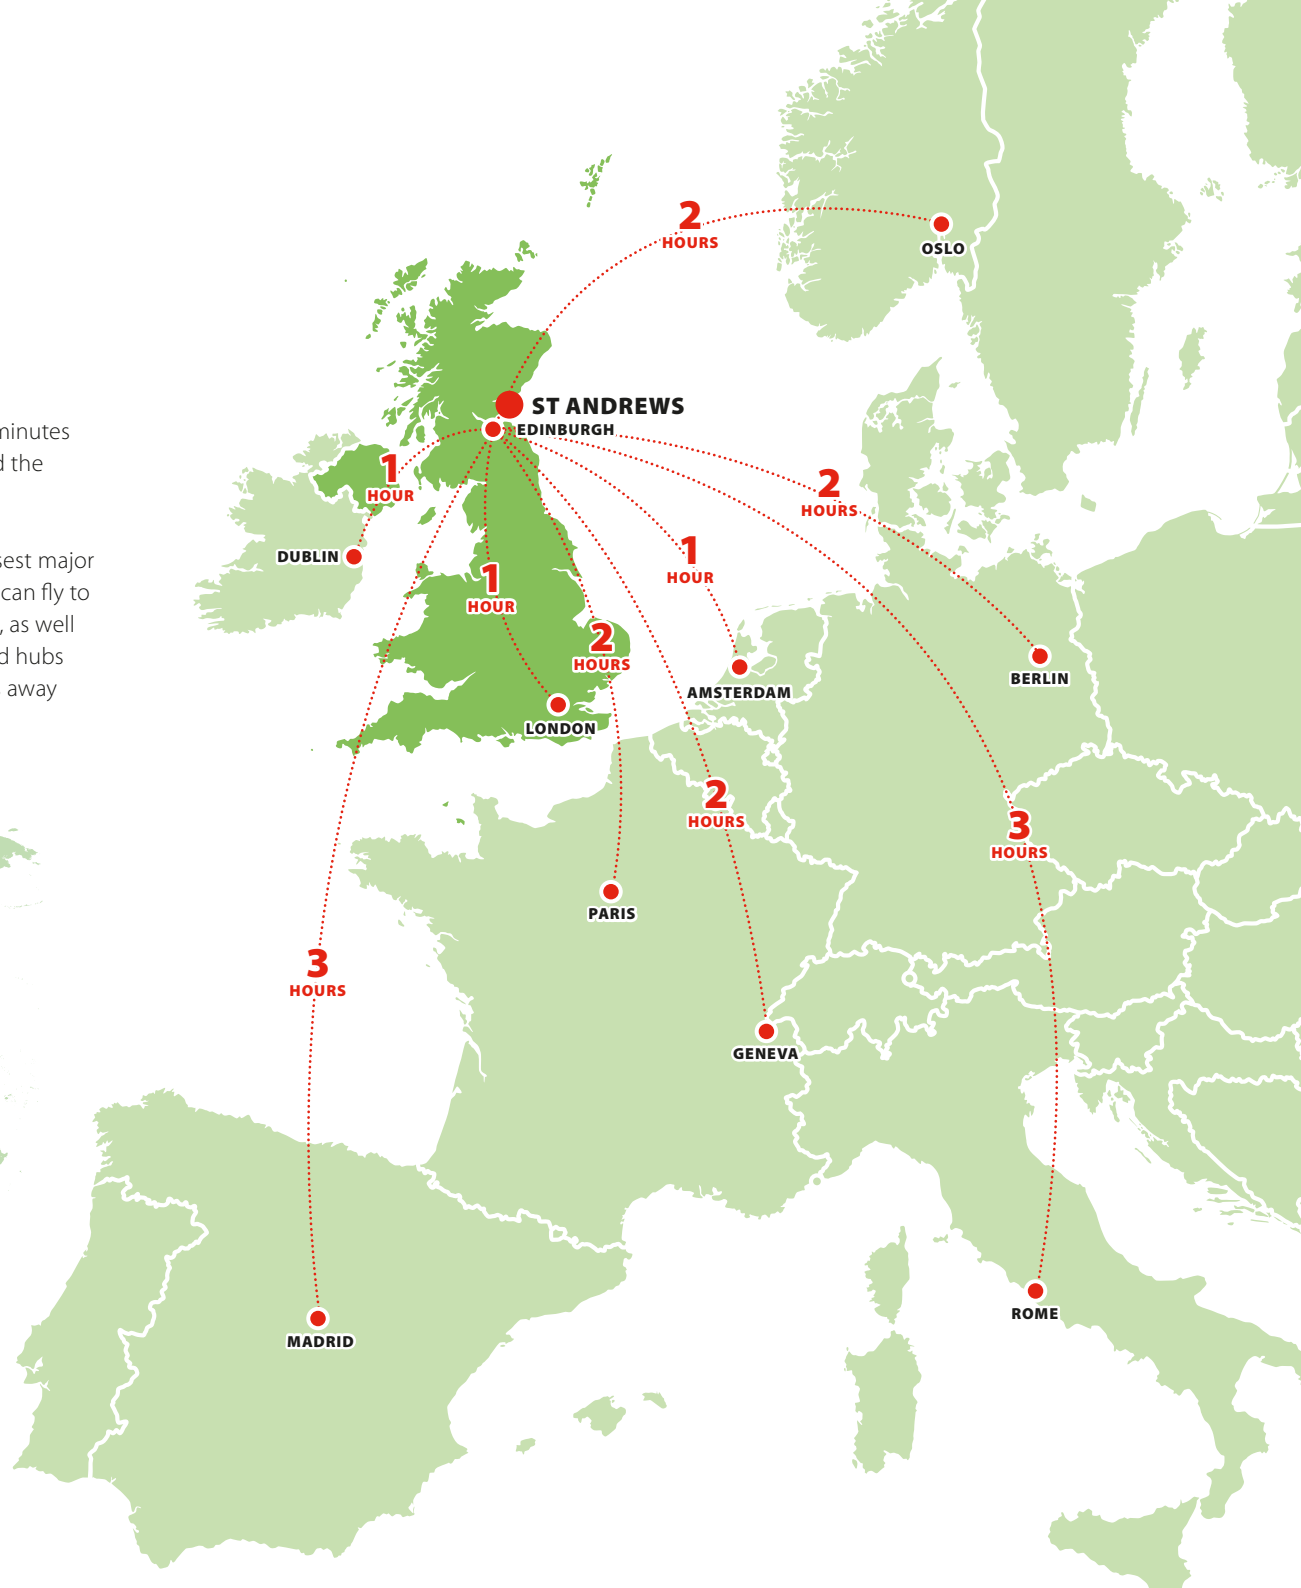 2
HOURS
OSLO
ST ANDREWS
EDINBURGH
minutes
d the
1
HOUR
2
HOURS
DUBLIN
sest major
can fly to
, as well
d hubs
away
1
HOUR
1
HOUR
2
HOURS
AMSTERDAM
BERLIN
LONDON
2
HOURS
3
HOURS
PARIS
3
HOURS
GENEVA
ROME
MADRID